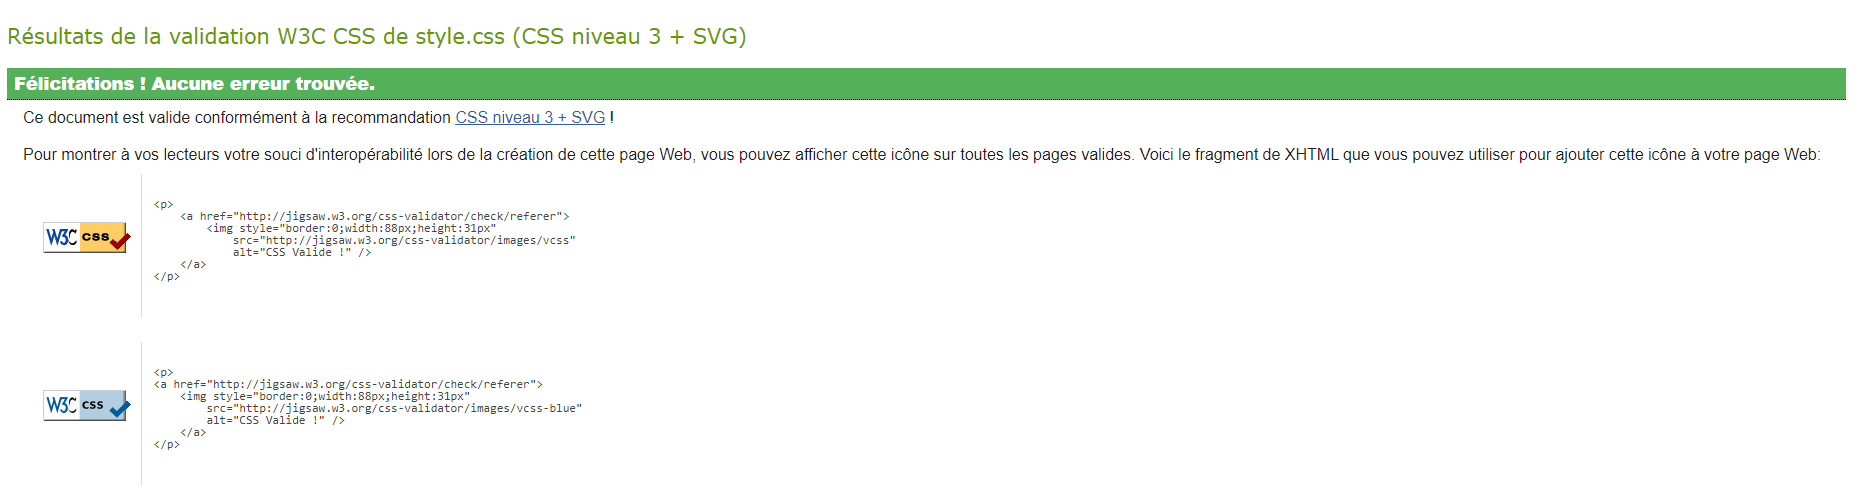 Résultats de la validation W3C CSS de style.css (CSS niveau 3 + SVG)
Félicitations ! Aucune erreur trouvée.
Ce document est valide conformément à la recommandation CSS niveau 3 + SVG !
Pour montrer à vos lecteurs votre souci d'interopérabilité lors de la création de cette page Web, vous pouvez afficher cette icône sur toutes les pages valides. Voici le fragment de XHTML que vous pouvez utiliser pour ajouter cette icône à votre page Web:
W3C css
<p>
<a href="http://jigsaw.w3.org/css-validator/check/referer">
<img style="border:0;width:88px;height:31px"
src="http://jigsaw.w3.org/css-validator/images/vcss"
alt="CSS Valide !" />
</a>
</p>
W3C css
<p>
<a href="http://jigsaw.w3.org/css-validator/check/referer">
<img style="border:0;width:88px;height:31px"
src="http://jigsaw.w3.org/css-validator/images/vcss-blue"
alt="CSS Valide !" />
</a>
</p>